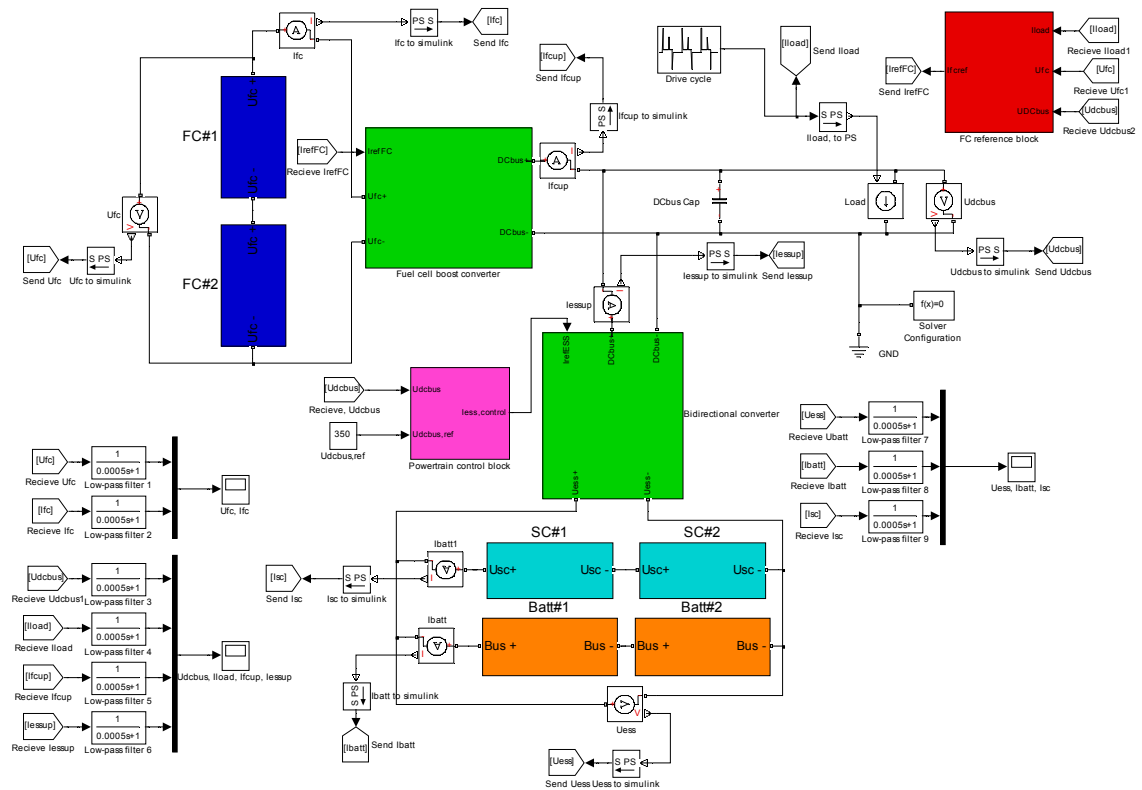 I
+
A
Ifc
PS S
Ifc to simulink
[Ifc]
Send Ifc
[Ifcup]
Send Ifcup
Drive cycle
[Iload]
Send Iload
[IrefFC]
Send IrefFC
Iload
Ifcref
Ufc
UDCbus
FC reference block
[Iload]
Recieve Iload1
[Ufc]
Recieve Ufc1
[Udcbus]
Recieve Udcbus2
Ufc +
FC#1
Ufc -
Ufc +
FC#2
Ufc -
PS S
Ifcup to simulink
S PS
Iload, to PS
[IrefFC]
Recieve IrefFC
IrefFC
Ufc+
Ufc-
DCbus+
DCbus-
Fuel cell boost converter
I
A
+
Ifcup
+
DCbus Cap
Load
+
V
V
Udcbus
Ufc
+
V
V
[Ufc]
Send Ufc
S PS
Ufc to simulink
PS S
Iessup to simulink
[Iessup]
Send Iessup
PS S
Udcbus to simulink
[Udcbus]
Send Udcbus
Iessup
I
A
+
f(x)=0
Solver
Configuration
GND
IrefESS
DCbus+
DCbus-
Bidirectional converter
Uess+
Uess-
[Udcbus]
Recieve, Udcbus
350
Udcbus,ref
Udcbus
Iess,control
Udcbus,ref
Powertrain control block
[Uess]
Recieve Ubatt
1
0.0005s+1
Low-pass filter 7
[Ibatt]
Recieve Ibatt
1
0.0005s+1
Low-pass filter 8
[Isc]
Recieve Isc
1
0.0005s+1
Low-pass filter 9
Uess, Ibatt, Isc
[Ufc]
Recieve Ufc
1
0.0005s+1
Low-pass filter 1
[Ifc]
Recieve Ifc
1
0.0005s+1
Low-pass filter 2
Ufc, Ifc
[Udcbus]
Recieve Udcbus1
1
0.0005s+1
Low-pass filter 3
[Iload]
Recieve Iload
1
0.0005s+1
Low-pass filter 4
[Ifcup]
Recieve Ifcup
1
0.0005s+1
Low-pass filter 5
[Iessup]
Recieve Iessup
1
0.0005s+1
Low-pass filter 6
Udcbus, Iload, Ifcup, Iessup
[Isc]
Send Isc
S PS
Isc to simulink
Ibatt1
A
+
I
SC#1
Usc+
Usc -
SC#2
Usc+
Usc -
Ibatt
A
+
I
Batt#1
Bus +
Bus -
Batt#2
Bus +
Bus -
S PS
Ibatt to simulink
[Ibatt]
Send Ibatt
+
V
V
Uess
[Uess]
Send Uess
S PS
Uess to simulink